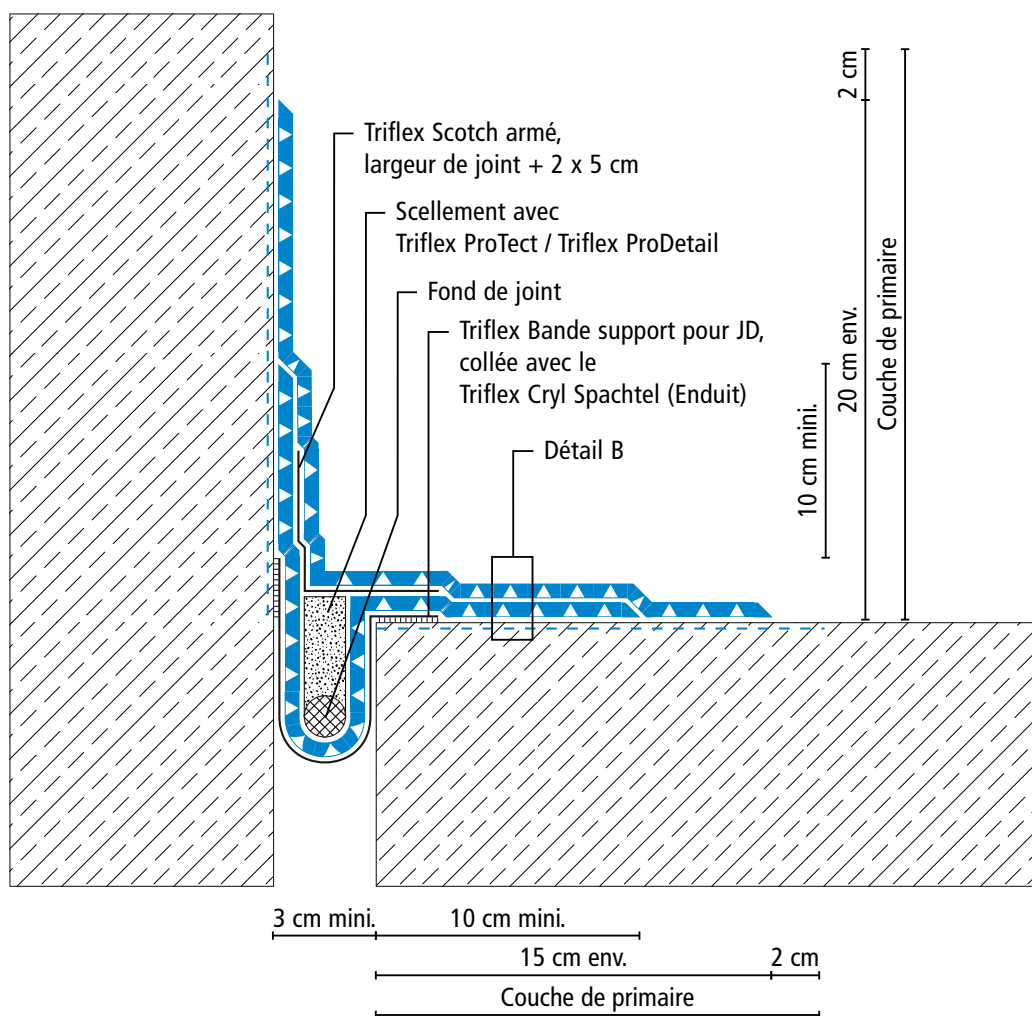 Triflex Scotch armé,
largeur de joint + 2 x 5 cm
Scellement avec
Triflex ProTect / Triflex ProDetail
Fond de joint
Triflex Bande support pour JD,
collée avec le
Triflex Cryl Spachtel (Enduit)
Détail B
10 cm mini.
2 cm
20 cm env.
Couche de primaire
3 cm mini.
10 cm mini.
15 cm env.
2 cm
Couche de primaire